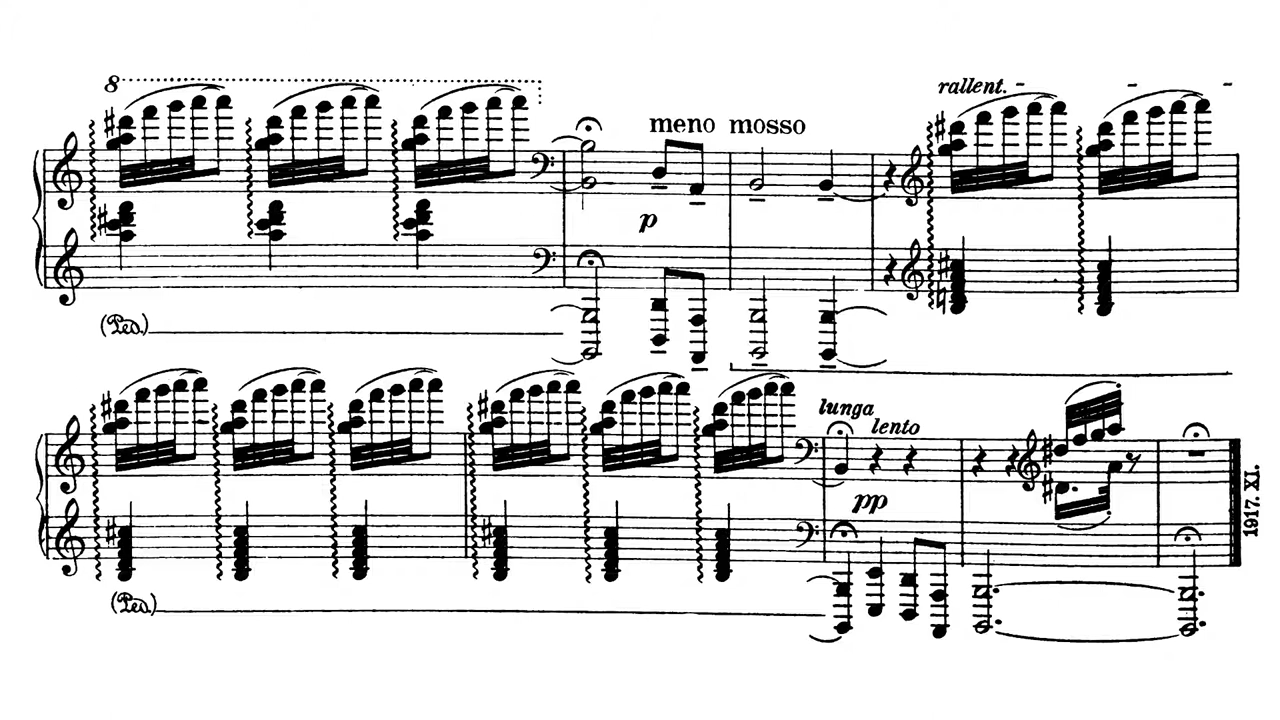 8
meno mosso
rallent.
p
(Ped.)
lunga
lento
pp
(Ped.)
1917. XI.